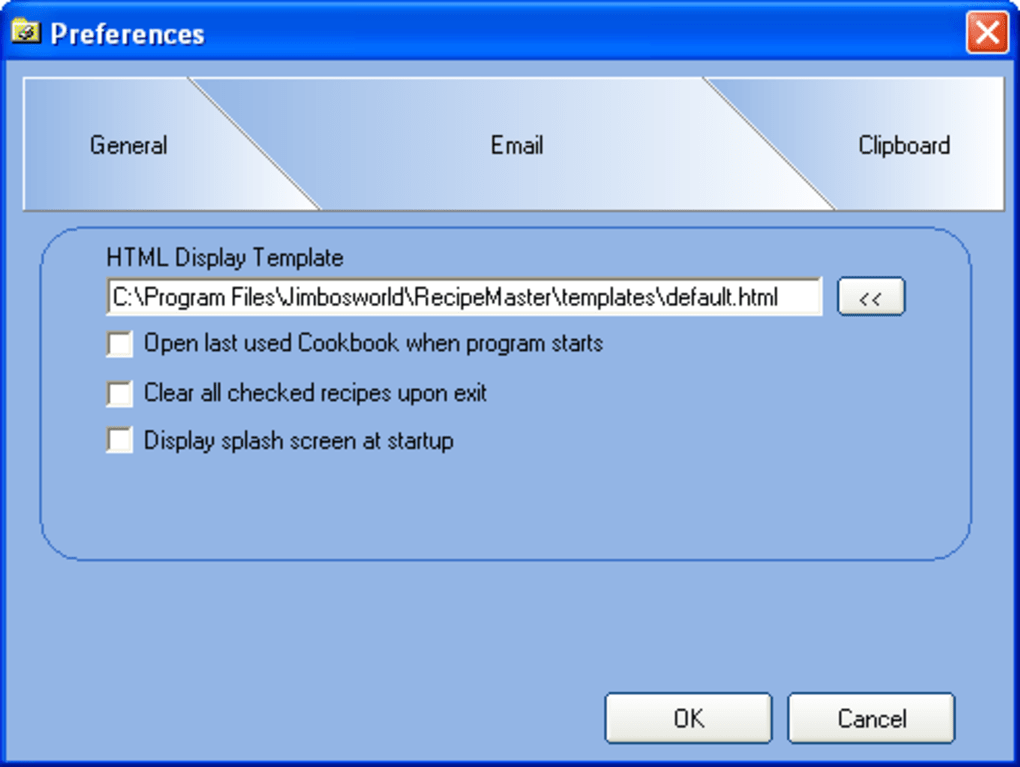 Preferences
General Email Clipboard
HTML Display Template
C:\Program Files\Jimbosworld\RecipeMaster\templates\default.html <<
Open last used Cookbook when program starts
Clear all checked recipes upon exit
Display splash screen at startup
OK Cancel